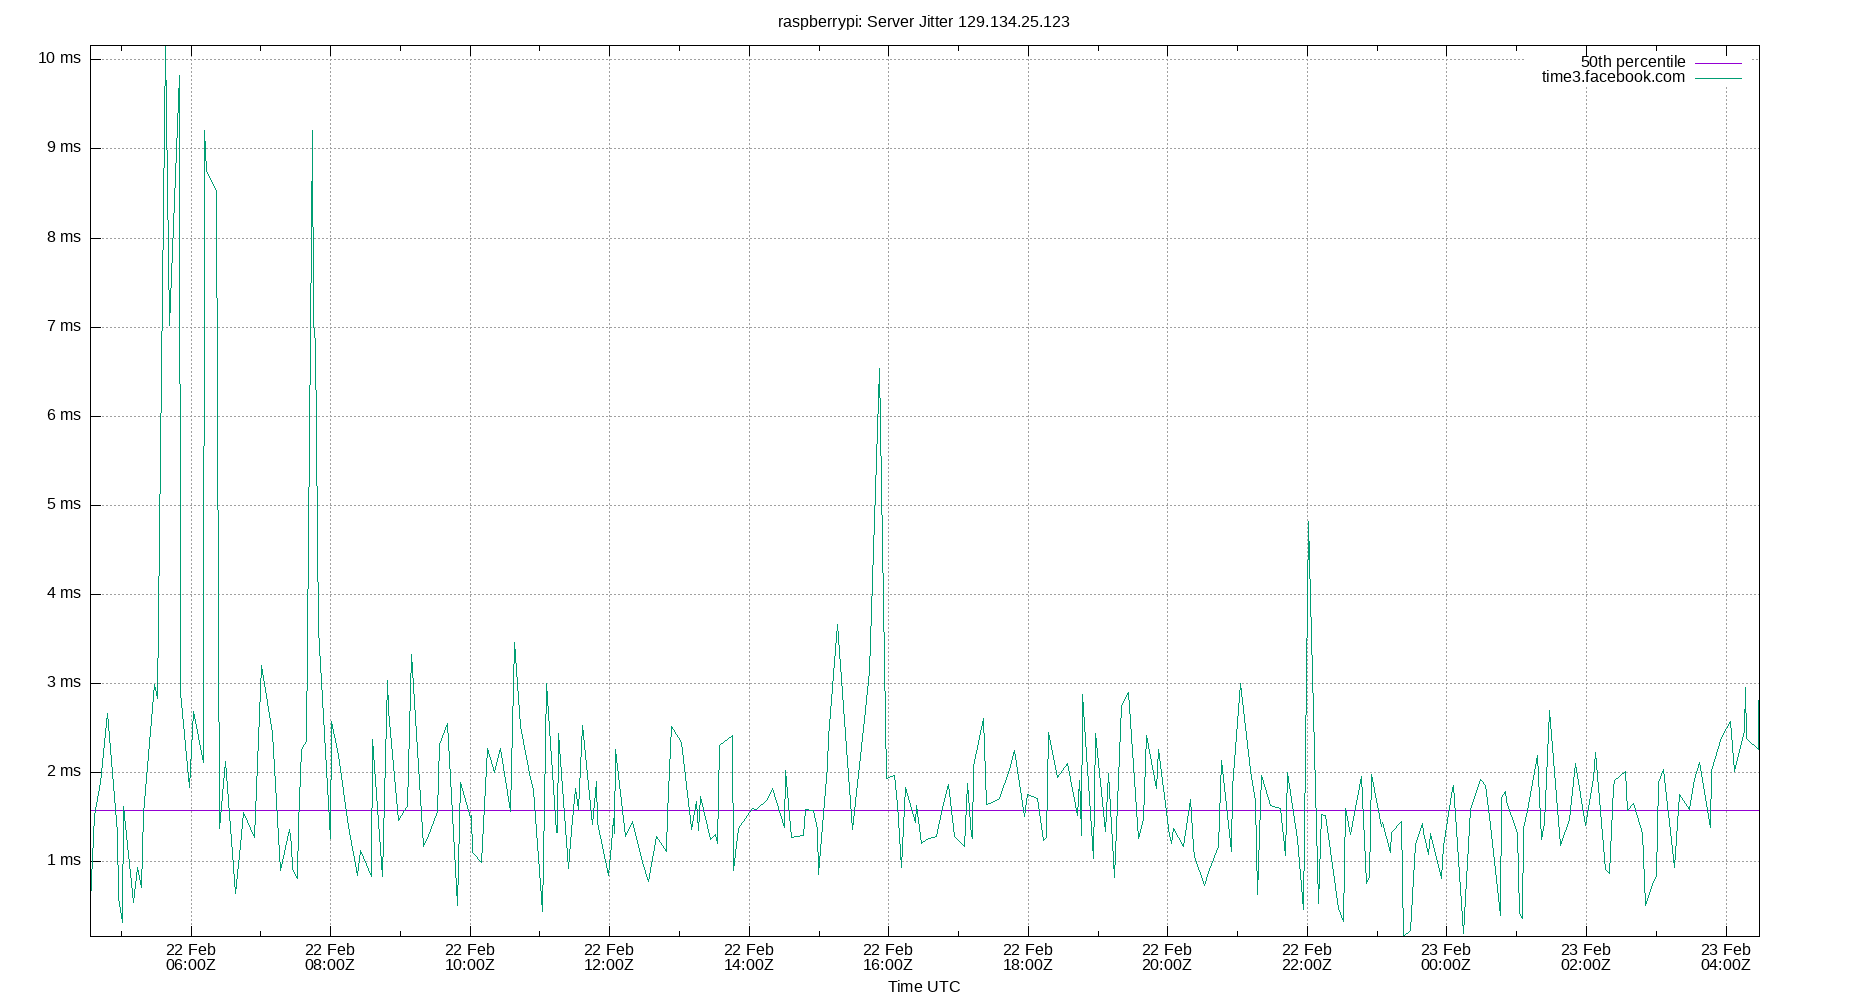 raspberrypi: Server Jitter 129.134.25.123
50th percentile
time3.facebook.com
10 ms
9 ms
8 ms
7 ms
6 ms
5 ms
4 ms
3 ms
2 ms
1 ms
22 Feb 22 Feb 22 Feb 22 Feb 22 Feb 22 Feb 22 Feb 22 Feb 22 Feb 23 Feb 23 Feb 23 Feb
06:00Z 08:00Z 10:00Z 12:00Z 14:00Z 16:00Z 18:00Z 20:00Z 22:00Z 00:00Z 02:00Z 04:00Z
Time UTC